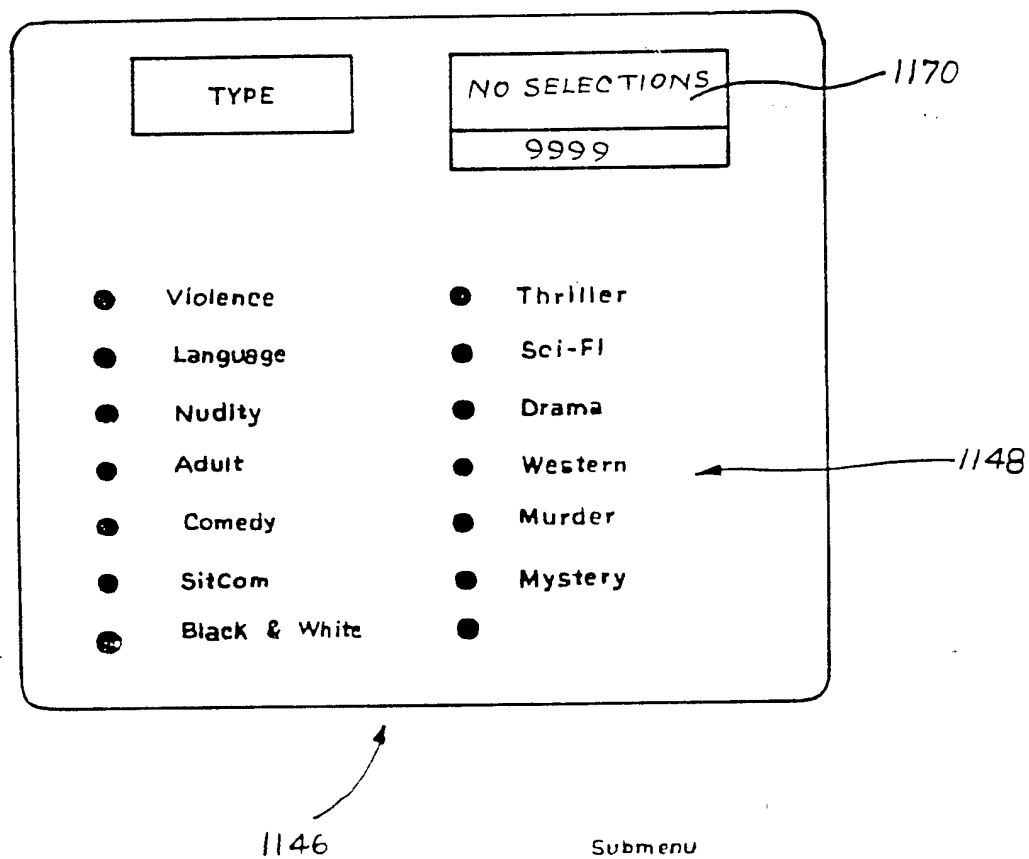 TYPE
NO SELECTIONS
9999
1170
Violence
Language
Nudity
Adult
Comedy
SitCom
Black & White
Thriller
Sci-Fi
Drama
Western
Murder
Mystery
1148
1146
Submenu